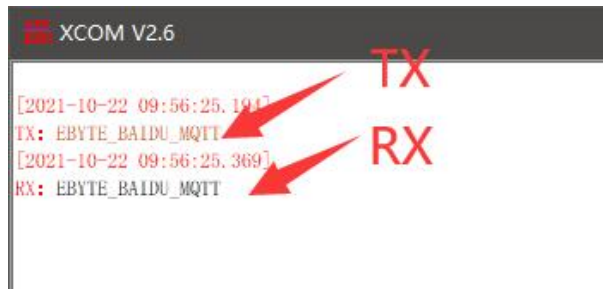 XCOM V2.6
TX
[2021-10-22 09:56:25.194]
TX: EBYTE_BAIDU_MQTT
[2021-10-22 09:56:25.369]
RX
RX: EBYTE_BAIDU_MQTT